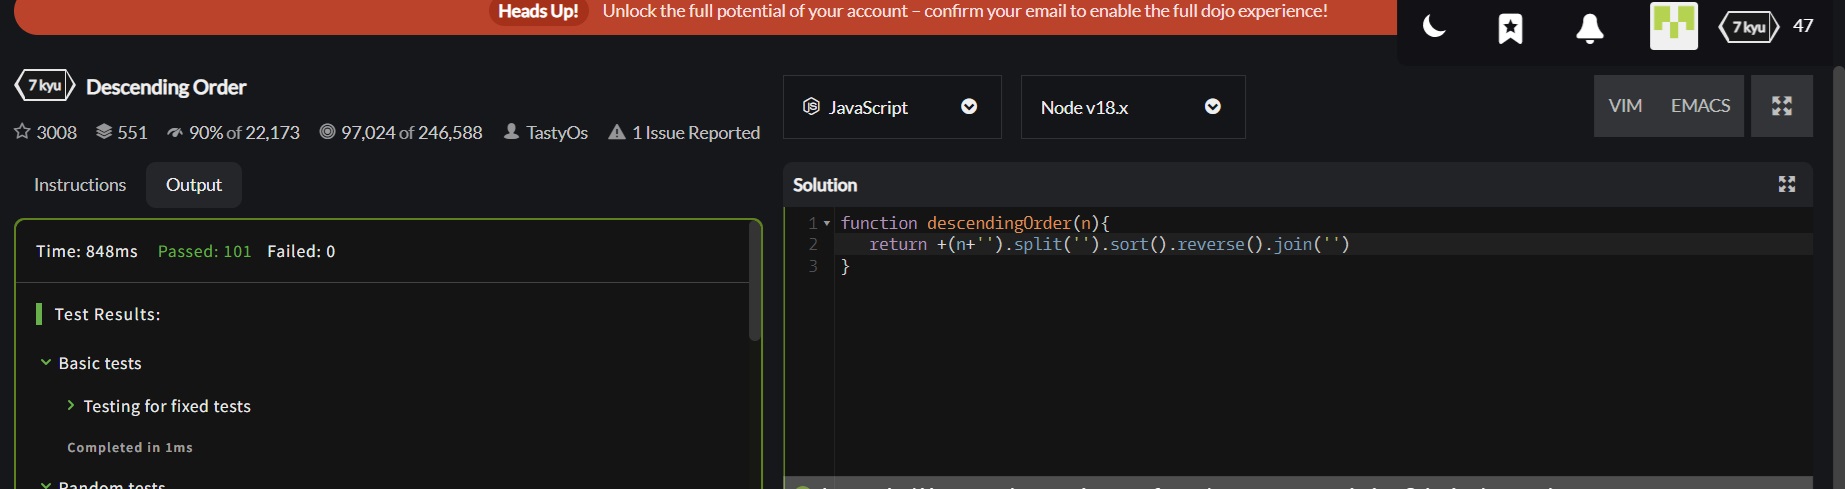 Heads Up! Unlock the full potential of your account – confirm your email to enable the full dojo experience!
7 kyu 47
7 kyu Descending Order
3008 551 90% of 22,173 97,024 of 246,588 TastyOs 1 Issue Reported
JavaScript Node v18.x VIM EMACS
Instructions Output
Time: 848ms Passed: 101 Failed: 0
Test Results:
Basic tests
Testing for fixed tests
Completed in 1ms
Random tests
Solution
1 function descendingOrder(n){
2 return +(n+'').split('').sort().reverse().join('')
3 }